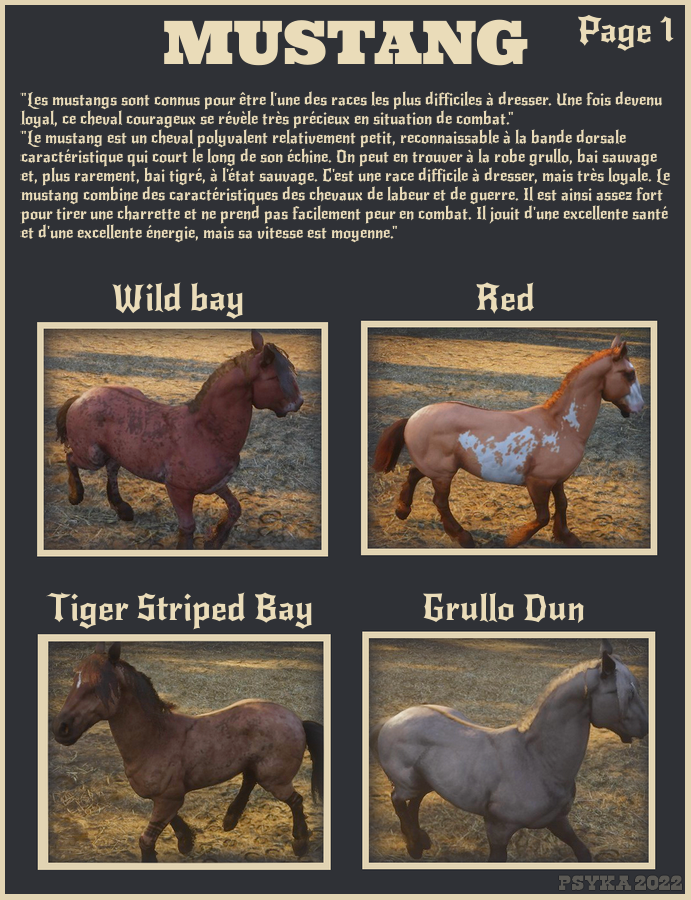 MUSTANG
Page 1
"Les mustangs sont connus pour être l'une des races les plus difficiles à dresser. Une fois devenu
loyal, ce cheval courageux se révèle très précieux en situation de combat."
"Le mustang est un cheval polyvalent relativement petit, reconnaissable à la bande dorsale
caractéristique qui court le long de son échine. On peut en trouver à la robe grullo, bai sauvage
et, plus rarement, bai tigré, à l'état sauvage. C'est une race difficile à dresser, mais très loyale. Le
mustang combine des caractéristiques des chevaux de labeur et de guerre. Il est ainsi assez fort
pour tirer une charrette et ne prend pas facilement peur en combat. Il jouit d'une excellente santé
et d'une excellente énergie, mais sa vitesse est moyenne."
Wild bay
Red
Tiger Striped Bay
Grullo Dun
PSYKA 2022